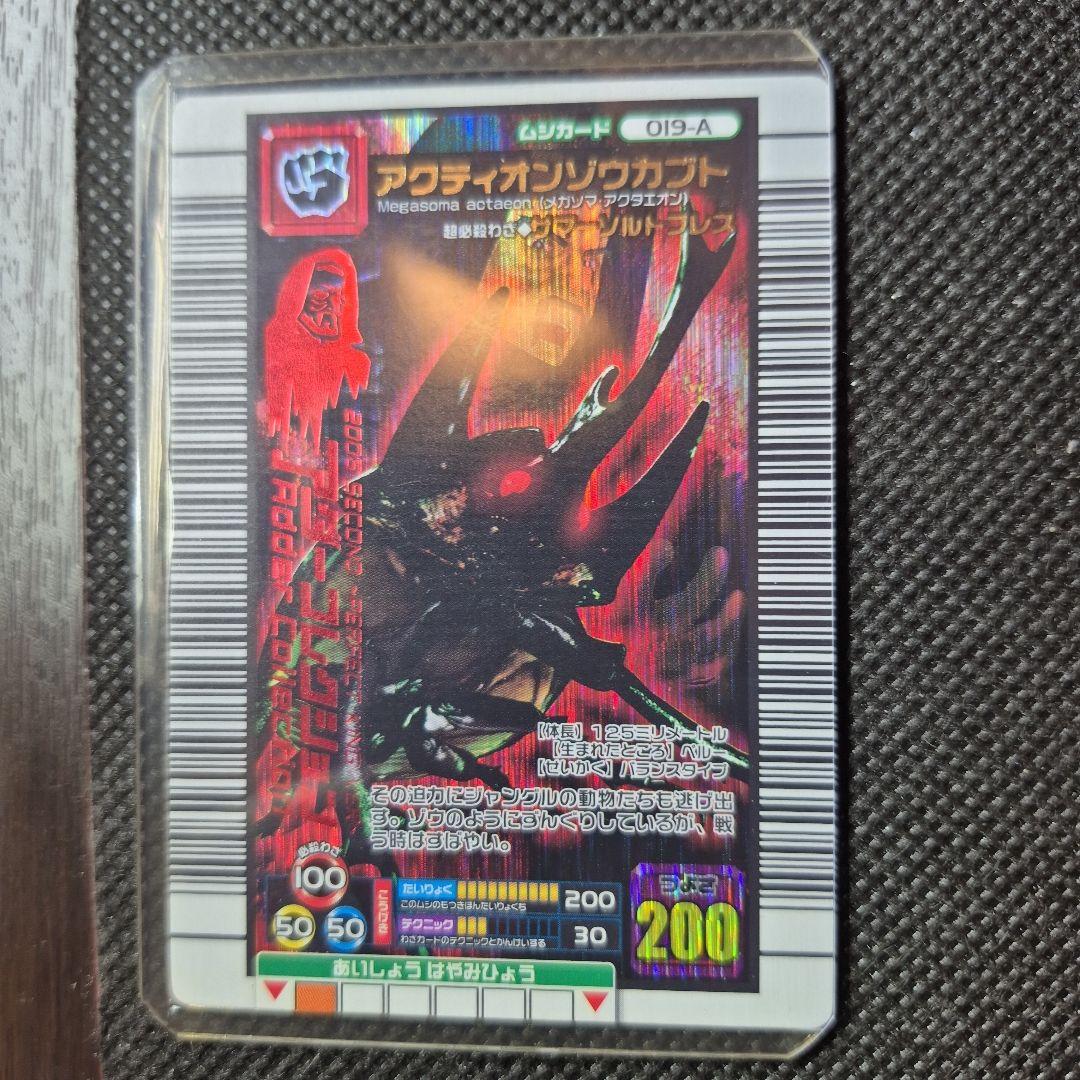 ムシカード 019-A
アクティオンゾウカブト
Megasoma actaeon (メガソマ・アクタエオン)
超必殺わざ◆サマーソルトプレス
2005 SECOND -PERFECT-
Adder COLLABORATION
【体長】125ミリメートル
【生まれたところ】ペルー
【せいかく】バランスタイプ
その迫力にジャングルの動物たちも逃げ出
す。ゾウのようにずんぐりしているが、戦
う時はすばやい。
必殺わざ
100
50 50
こうげき
たいりょく 200
このムシのもつきほんたいりょくち
テクニック 30
わざカードのテクニックとかんけいする
つよさ
200
あいしょう はやみひょう